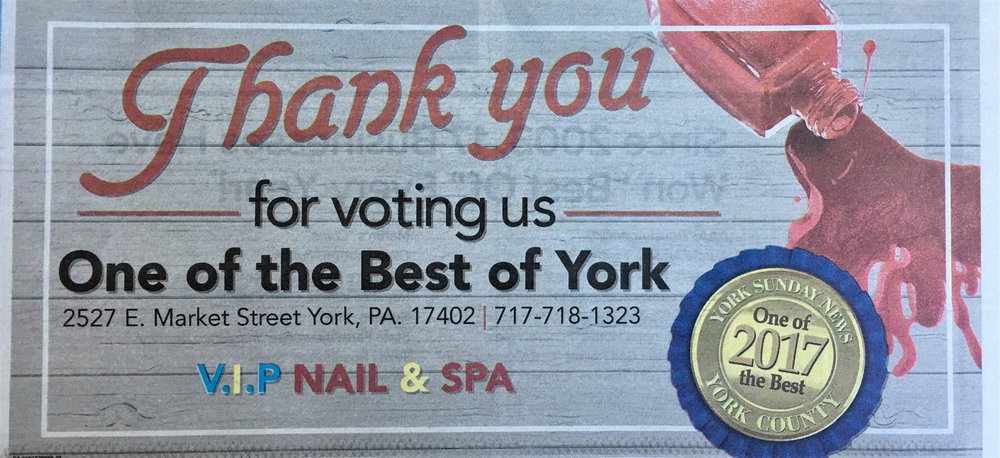 Thank you
for voting us
One of the Best of York
2527 E. Market Street York, PA. 17402 | 717-718-1323
V.I.P NAIL & SPA
YORK SUNDAY NEWS
One of
2017
the Best
YORK COUNTY